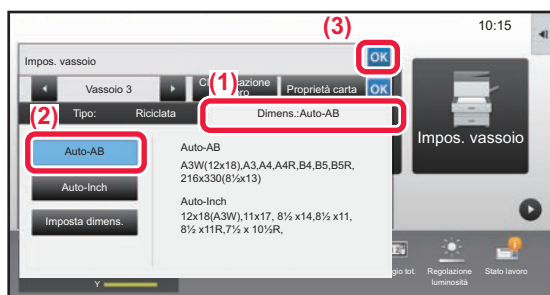 (3)
10:15
Impos. vassoio
OK
Vassoio 3
(1)
Proprietà carta
OK
(2)
Tipo:
Riciclata
Dimens.:Auto-AB
Impos. vassoio
Auto-AB
Auto-AB
A3W(12x18),A3,A4,A4R,B4,B5,B5R,
216x330(8½x13)
Auto-Inch
Auto-Inch
12x18(A3W),11x17, 8½ x14,8½ x11,
8½ x11R,7½ x 10½R,
Imposta dimens.
gio tot.
Regolazione
luminosità
Stato lavoro
Y